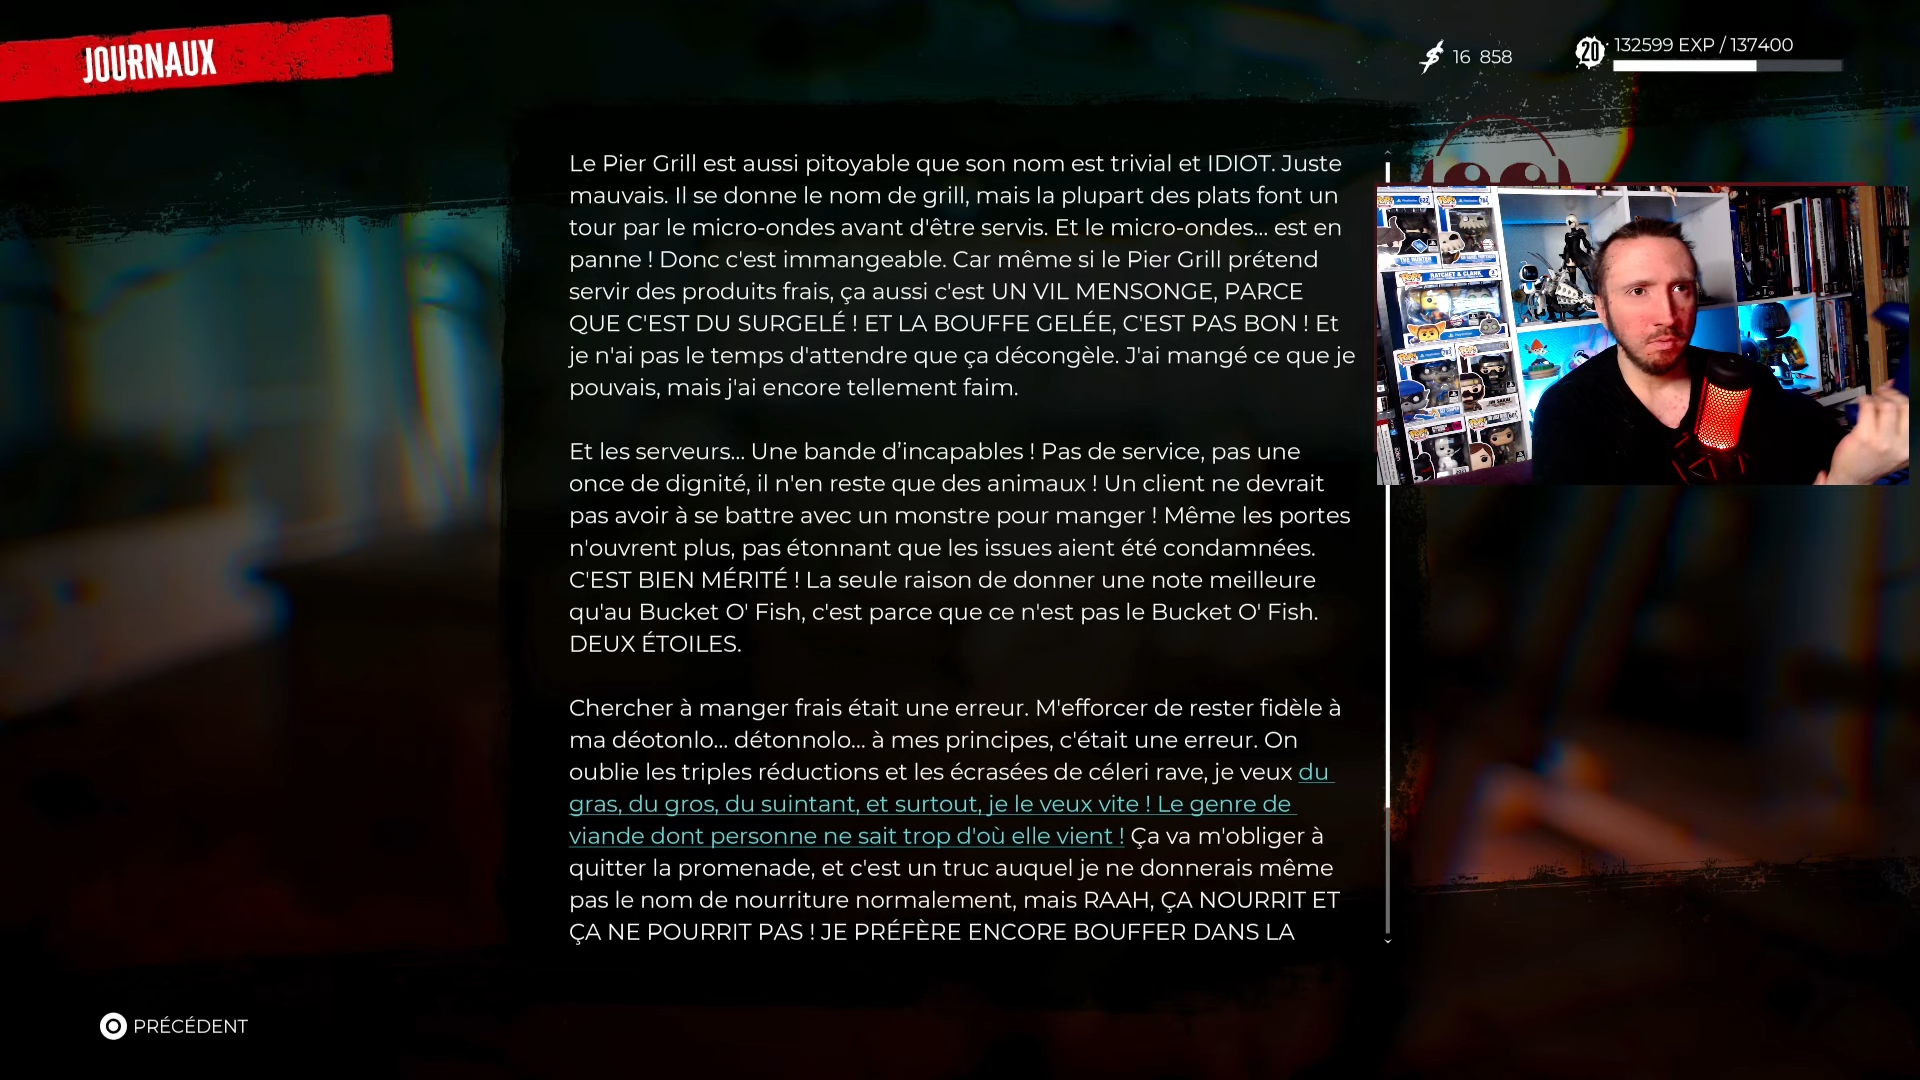 JOURNAUX
16 858
20
132599 EXP / 137400
Le Pier Grill est aussi pitoyable que son nom est trivial et IDIOT. Juste
mauvais. Il se donne le nom de grill, mais la plupart des plats font un
tour par le micro-ondes avant d'être servis. Et le micro-ondes... est en
panne ! Donc c'est immangeable. Car même si le Pier Grill prétend
servir des produits frais, ça aussi c'est UN VIL MENSONGE, PARCE
QUE C'EST DU SURGELÉ ! ET LA BOUFFE GELÉE, C'EST PAS BON ! Et
je n'ai pas le temps d'attendre que ça décongèle. J'ai mangé ce que je
pouvais, mais j'ai encore tellement faim.
Et les serveurs... Une bande d’incapables ! Pas de service, pas une
once de dignité, il n'en reste que des animaux ! Un client ne devrait
pas avoir à se battre avec un monstre pour manger ! Même les portes
n'ouvrent plus, pas étonnant que les issues aient été condamnées.
C'EST BIEN MÉRITÉ ! La seule raison de donner une note meilleure
qu'au Bucket O' Fish, c'est parce que ce n'est pas le Bucket O' Fish.
DEUX ÉTOILES.
Chercher à manger frais était une erreur. M'efforcer de rester fidèle à
ma déotonlo... détonnolo... à mes principes, c'était une erreur. On
oublie les triples réductions et les écrasées de céleri rave, je veux du
gras, du gros, du suintant, et surtout, je le veux vite ! Le genre de
viande dont personne ne sait trop d'où elle vient ! Ça va m'obliger à
quitter la promenade, et c'est un truc auquel je ne donnerais même
pas le nom de nourriture normalement, mais RAAH, ÇA NOURRIT ET
ÇA NE POURRIT PAS ! JE PRÉFÈRE ENCORE BOUFFER DANS LA
THE HUNTER
RATCHET & CLANK
PRÉCÉDENT